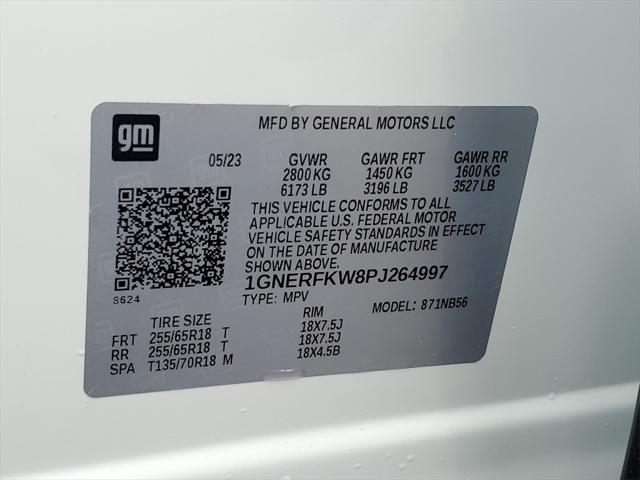 gm
MFD BY GENERAL MOTORS LLC
05/23 GVWR GAWR FRT GAWR RR
2800 KG 1450 KG 1600 KG
6173 LB 3196 LB 3527 LB
THIS VEHICLE CONFORMS TO ALL
APPLICABLE U.S. FEDERAL MOTOR
VEHICLE SAFETY STANDARDS IN EFFECT
ON THE DATE OF MANUFACTURE
SHOWN ABOVE.
1GNERFKW8PJ264997
8624
TYPE: MPV MODEL: 871NB56
TIRE SIZE RIM
FRT 255/65R18 T 18X7.5J
RR 255/65R18 T 18X7.5J
SPA T135/70R18 M 18X4.5B